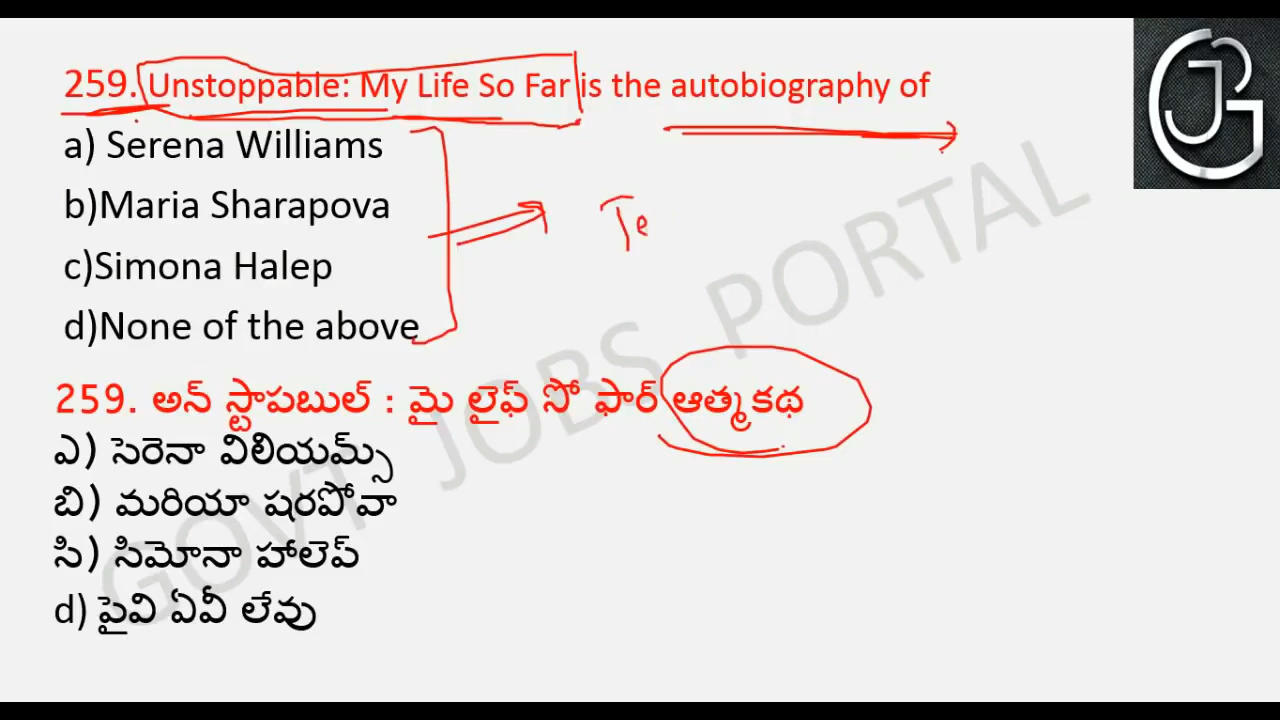 259. Unstoppable: My Life So Far is the autobiography of
a) Serena Williams
b)Maria Sharapova
c)Simona Halep
d)None of the above
Te
259. అన్ స్టాపబుల్ : మై లైఫ్ సో ఫార్ ఆత్మకథ
ఎ) సెరెనా విలియమ్స్
బి) మరియా షరపోవా
సి) సిమోనా హాలెప్
d) పైవి ఏవీ లేవు
GOVT JOBS PORTAL
GJP